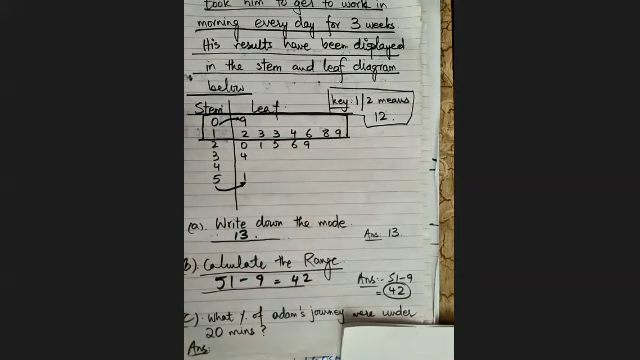 took him to get to work in
morning every day for 3 weeks
His results have been displayed
in the stem and leaf diagram
below
key: 1|2 means
12.
Stem Leaf
0 9
1 2 3 3 4 6 8 9
2 0 1 5 6 9
3 4
4
5 1
(a). Write down the mode
13
Ans: 13
b). Calculate the Range
51 - 9 = 42
Ans:- 51-9
= 42
c). What % of adam's journey were under
20 mins?
Ans: